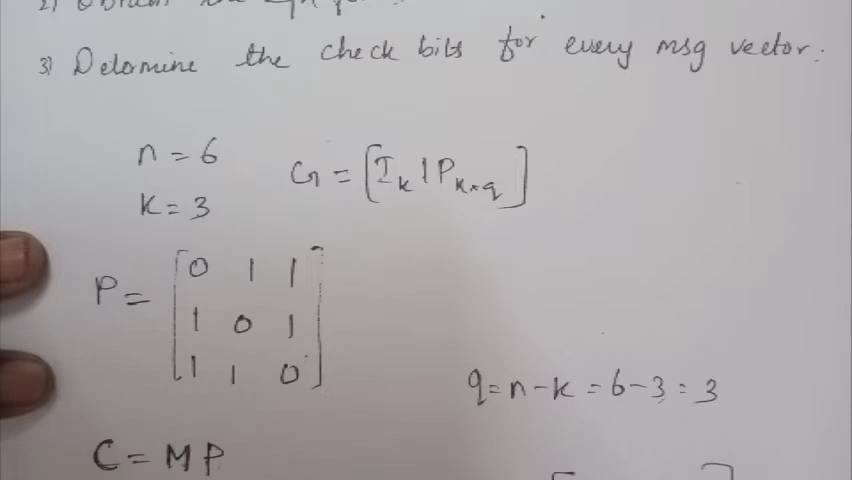 3) Determine the check bits for every msg vector.
n = 6
G = [I_k | P_{k×q}]
k = 3
P = [0 1 1
1 0 1
1 1 0]
q = n - k = 6 - 3 = 3
C = MP